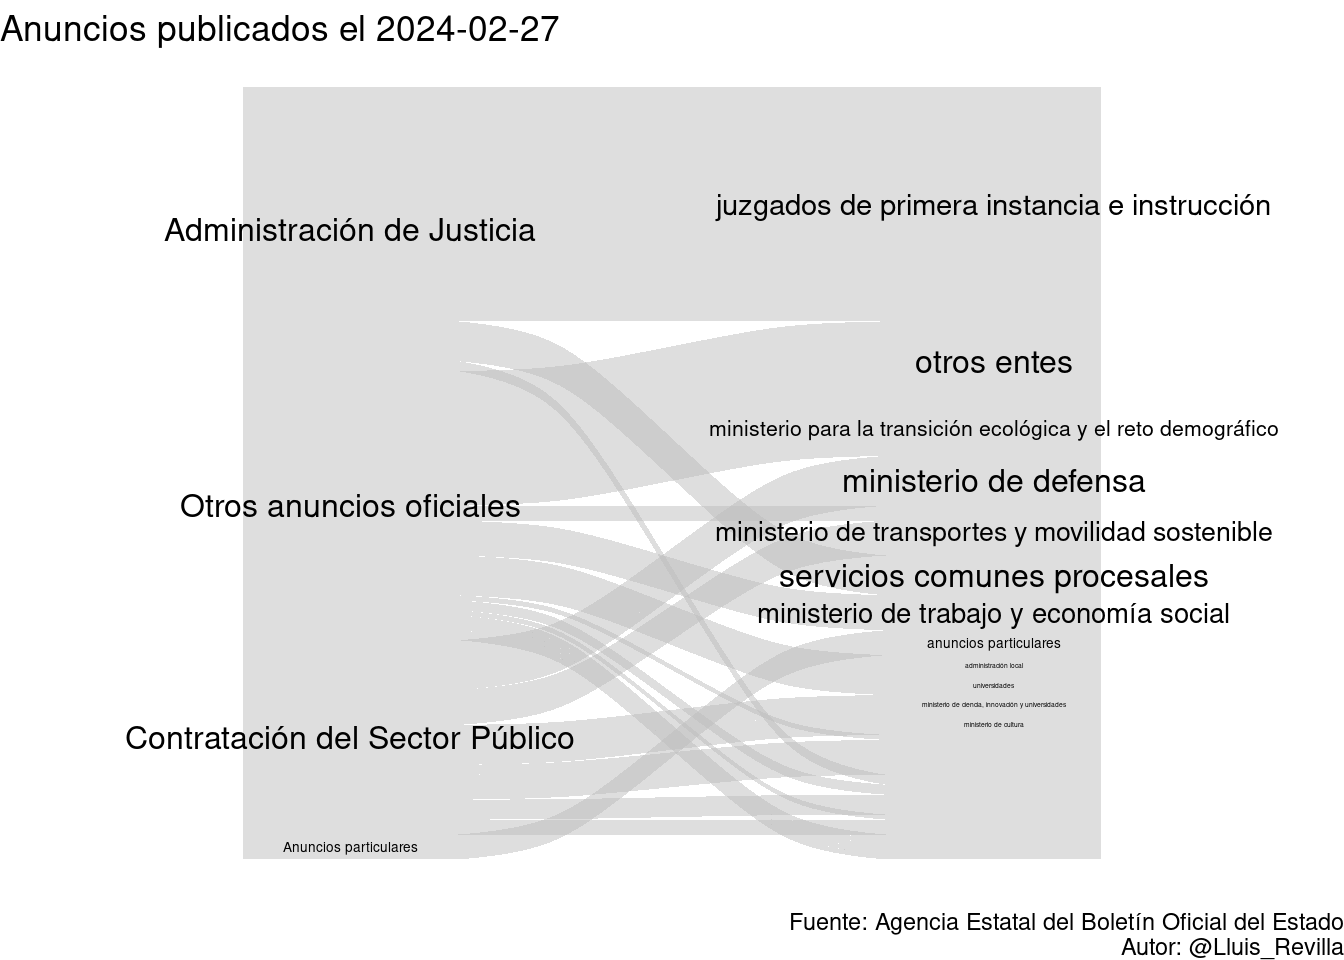 Anuncios publicados el 2024-02-27
juzgados de primera instancia e instrucción
Administración de Justicia
otros entes
ministerio para la transición ecológica y el reto demográfico
ministerio de defensa
Otros anuncios oficiales
ministerio de transportes y movilidad sostenible
servicios comunes procesales
ministerio de trabajo y economía social
anuncios particulares
administración local
universidades
ministerio de ciencia, innovación y universidades
ministerio de cultura
Contratación del Sector Público
Anuncios particulares
Fuente: Agencia Estatal del Boletín Oficial del Estado
Autor: @Lluis_Revilla